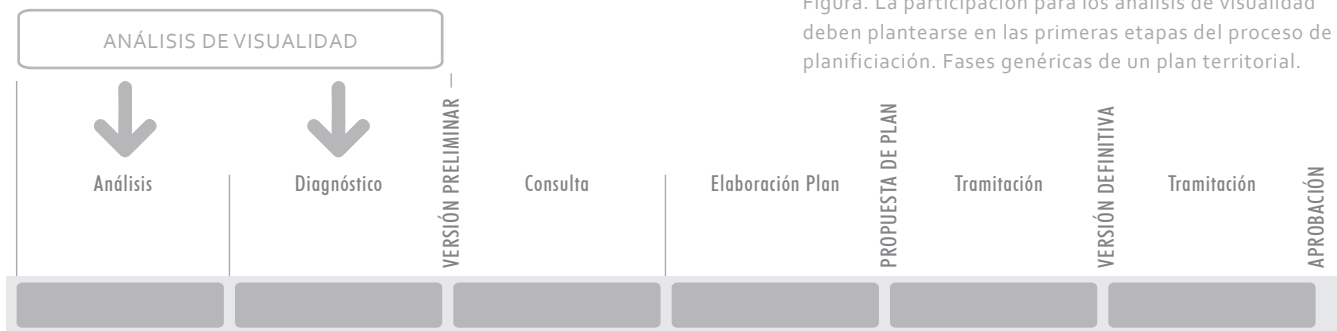 Figura. La participación para los análisis de visualidad
deben plantearse en las primeras etapas del proceso de
planificiación. Fases genéricas de un plan territorial.
ANÁLISIS DE VISUALIDAD
Análisis
Diagnóstico
VERSIÓN PRELIMINAR
Consulta
Elaboración Plan
PROPUESTA DE PLAN
Tramitación
VERSIÓN DEFINITIVA
Tramitación
APROBACIÓN